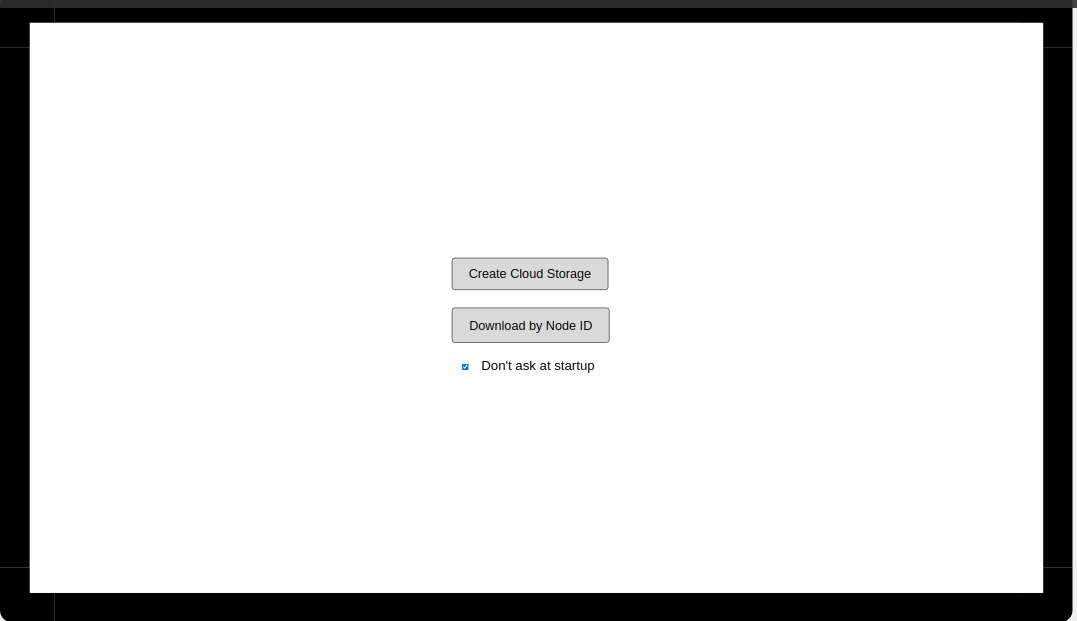 Create Cloud Storage
Download by Node ID
Don't ask at startup